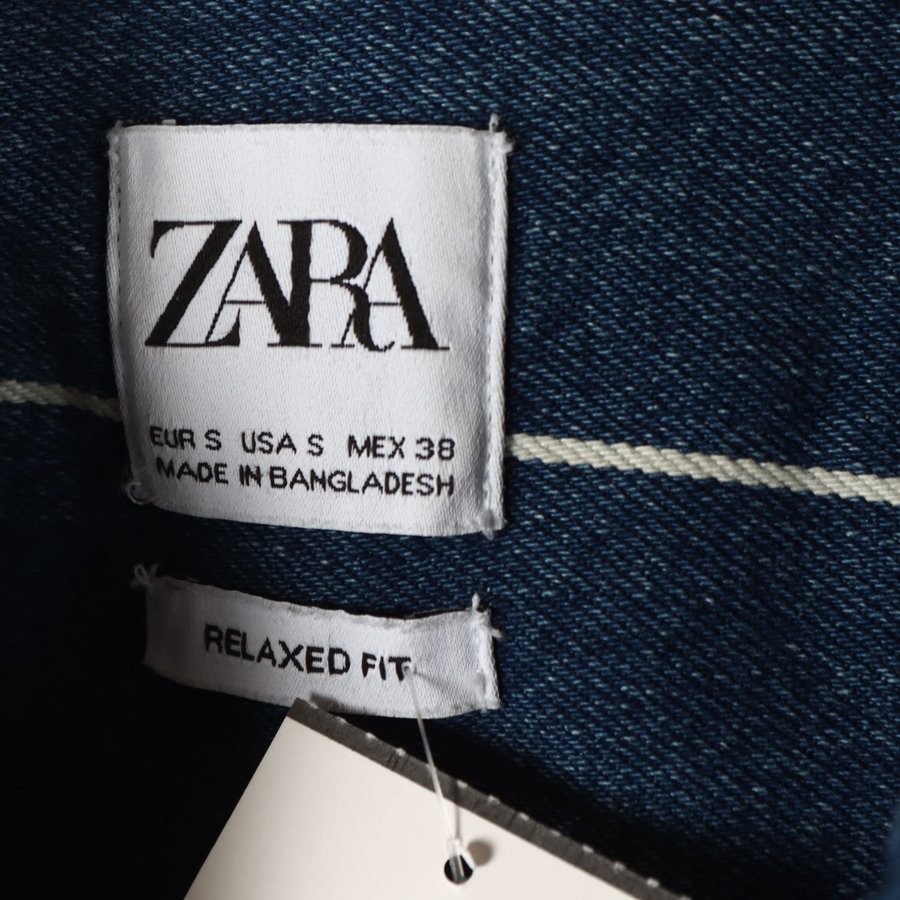 ZARA
EUR S USA S MEX 38
MADE IN BANGLADESH
RELAXED FIT